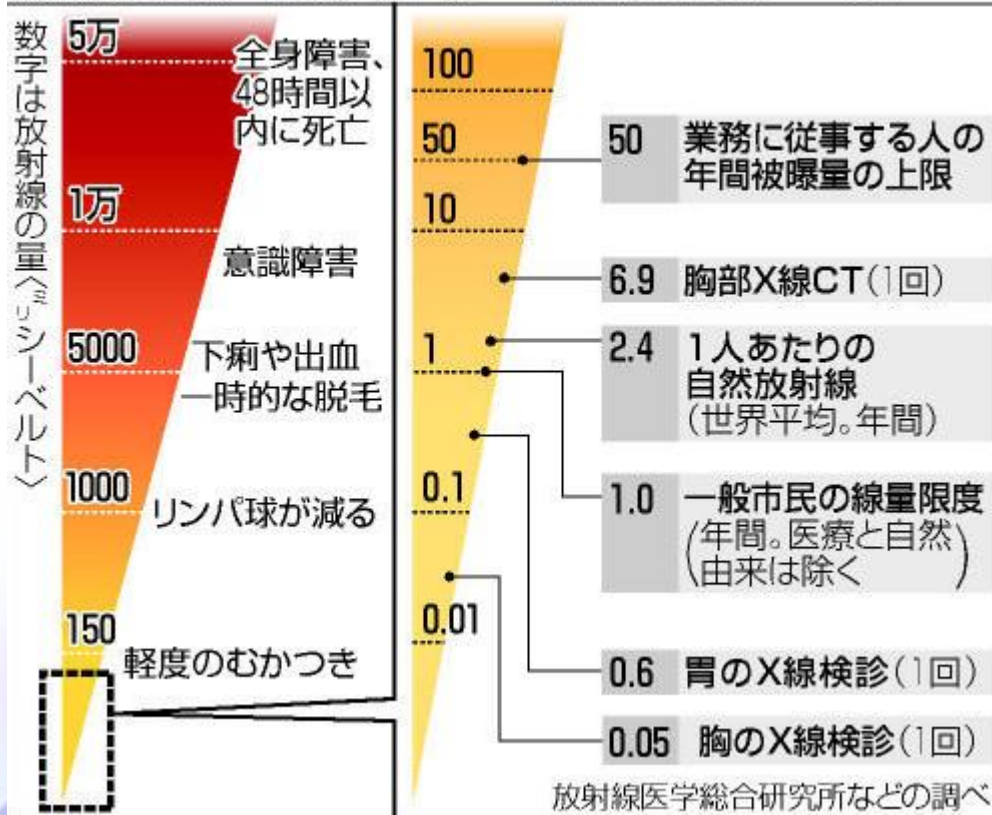 数字は放射線の量〈ミリシーベルト〉
5万
全身障害、
48時間以
内に死亡
1万
意識障害
5000
下痢や出血
一時的な脱毛
1000
リンパ球が減る
150
軽度のむかつき
100
50
10
1
0.1
0.01
50 業務に従事する人の
年間被曝量の上限
6.9 胸部X線CT(1回)
2.4 1人あたりの
自然放射線
(世界平均。年間)
1.0 一般市民の線量限度
(年間。医療と自然
由来は除く)
0.6 胃のX線検診(1回)
0.05 胸のX線検診(1回)
放射線医学総合研究所などの調べ